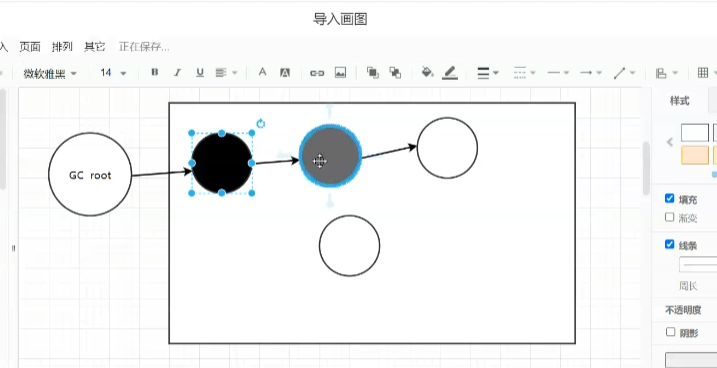 导入画图
入 页面 排列 其它 正在保存...
微软雅黑 14 B I U A A
样式
GC root
填充
渐变
线条
周长
不透明度
阴影